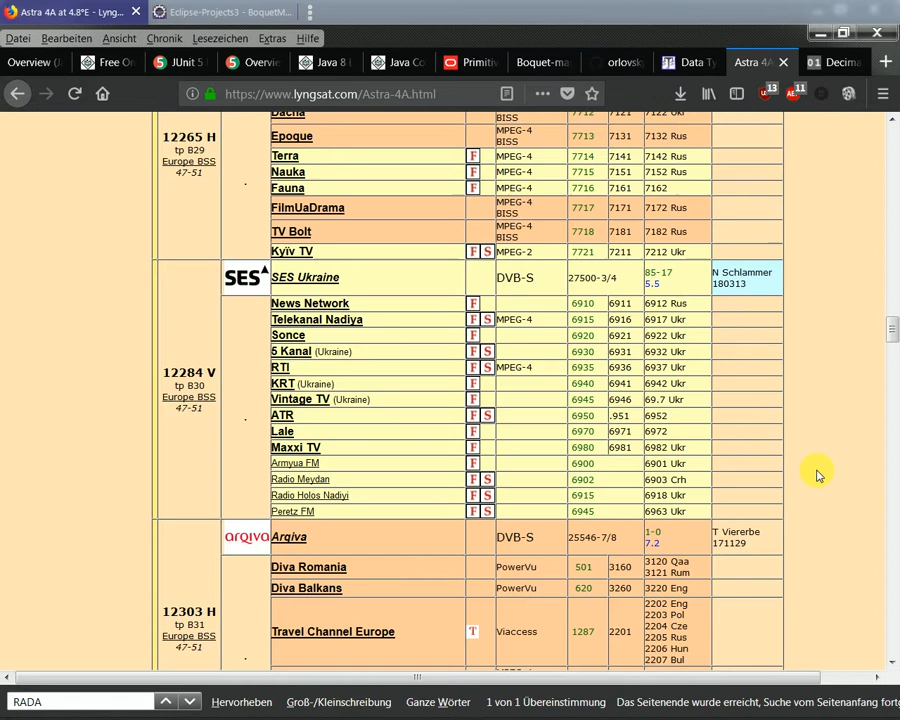 Astra 4A at 4.8°E - Lyng…
Eclipse-Projects3 - BoquetM…
Datei Bearbeiten Ansicht Chronik Lesezeichen Extras Hilfe
Overview (J Free On JUnit 5 Overvie Java 8 Java Co Primitiv Boquet-ma orlovsk Data Ty Astra 4A Decima
https://www.lyngsat.com/Astra-4A.html 13 11
Dacha 7712 7121 7122 Ukr
BISS
12265 H
tp B29
Europe BSS
47-51
Epoque MPEG-4 BISS 7713 7131 7132 Rus
Terra F MPEG-4 7714 7141 7142 Rus
Nauka F MPEG-4 7715 7151 7152 Rus
Fauna F MPEG-4 7716 7161 7162
FilmUaDrama MPEG-4 BISS 7717 7171 7172 Rus
TV Bolt MPEG-4 BISS 7718 7181 7182 Rus
Kyïv TV F S MPEG-2 7721 7211 7212 Ukr
12284 V
tp B30
Europe BSS
47-51
SES SES Ukraine DVB-S 27500-3/4 85-17 5.5 N Schlammer 180313
News Network F 6910 6911 6912 Rus
Telekanal Nadiya F S MPEG-4 6915 6916 6917 Ukr
Sonce F 6920 6921 6922 Ukr
5 Kanal (Ukraine) F S 6930 6931 6932 Ukr
RTI F S MPEG-4 6935 6936 6937 Ukr
KRT (Ukraine) F 6940 6941 6942 Ukr
Vintage TV (Ukraine) F 6945 6946 69.7 Ukr
ATR F S 6950 .951 6952
Lale F 6970 6971 6972
Maxxi TV F 6980 6981 6982 Ukr
Armyua FM F 6900 6901 Ukr
Radio Meydan F S 6902 6903 Crh
Radio Holos Nadiyi F S 6915 6918 Ukr
Peretz FM F S 6945 6963 Ukr
12303 H
tp B31
Europe BSS
47-51
arqiva Arqiva DVB-S 25546-7/8 1-0 7.2 T Viererbe 171129
Diva Romania PowerVu 501 3160 3120 Qaa 3121 Rum
Diva Balkans PowerVu 620 3260 3220 Eng
Travel Channel Europe T Viaccess 1287 2201 2202 Eng
2203 Pol
2204 Cze
2205 Rus
2206 Hun
2207 Bul
RADA Hervorheben Groß-/Kleinschreibung Ganze Wörter 1 von 1 Übereinstimmung Das Seitenende wurde erreicht, Suche vom Seitenanfang fortg